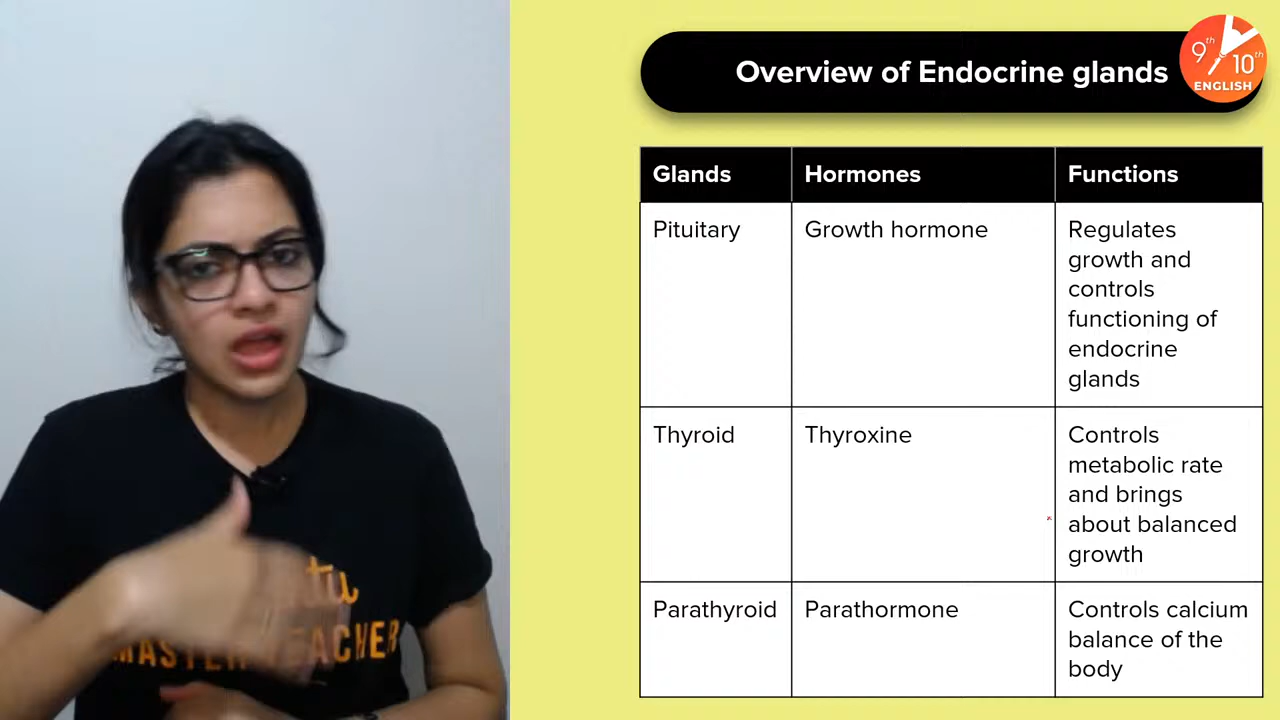 Overview of Endocrine glands
9th
10th
ENGLISH
Glands Hormones Functions
Pituitary Growth hormone Regulates
growth and
controls
functioning of
endocrine
glands
Thyroid Thyroxine Controls
metabolic rate
and brings
about balanced
growth
Parathyroid Parathormone Controls calcium
balance of the
body
MASTER TEACHER